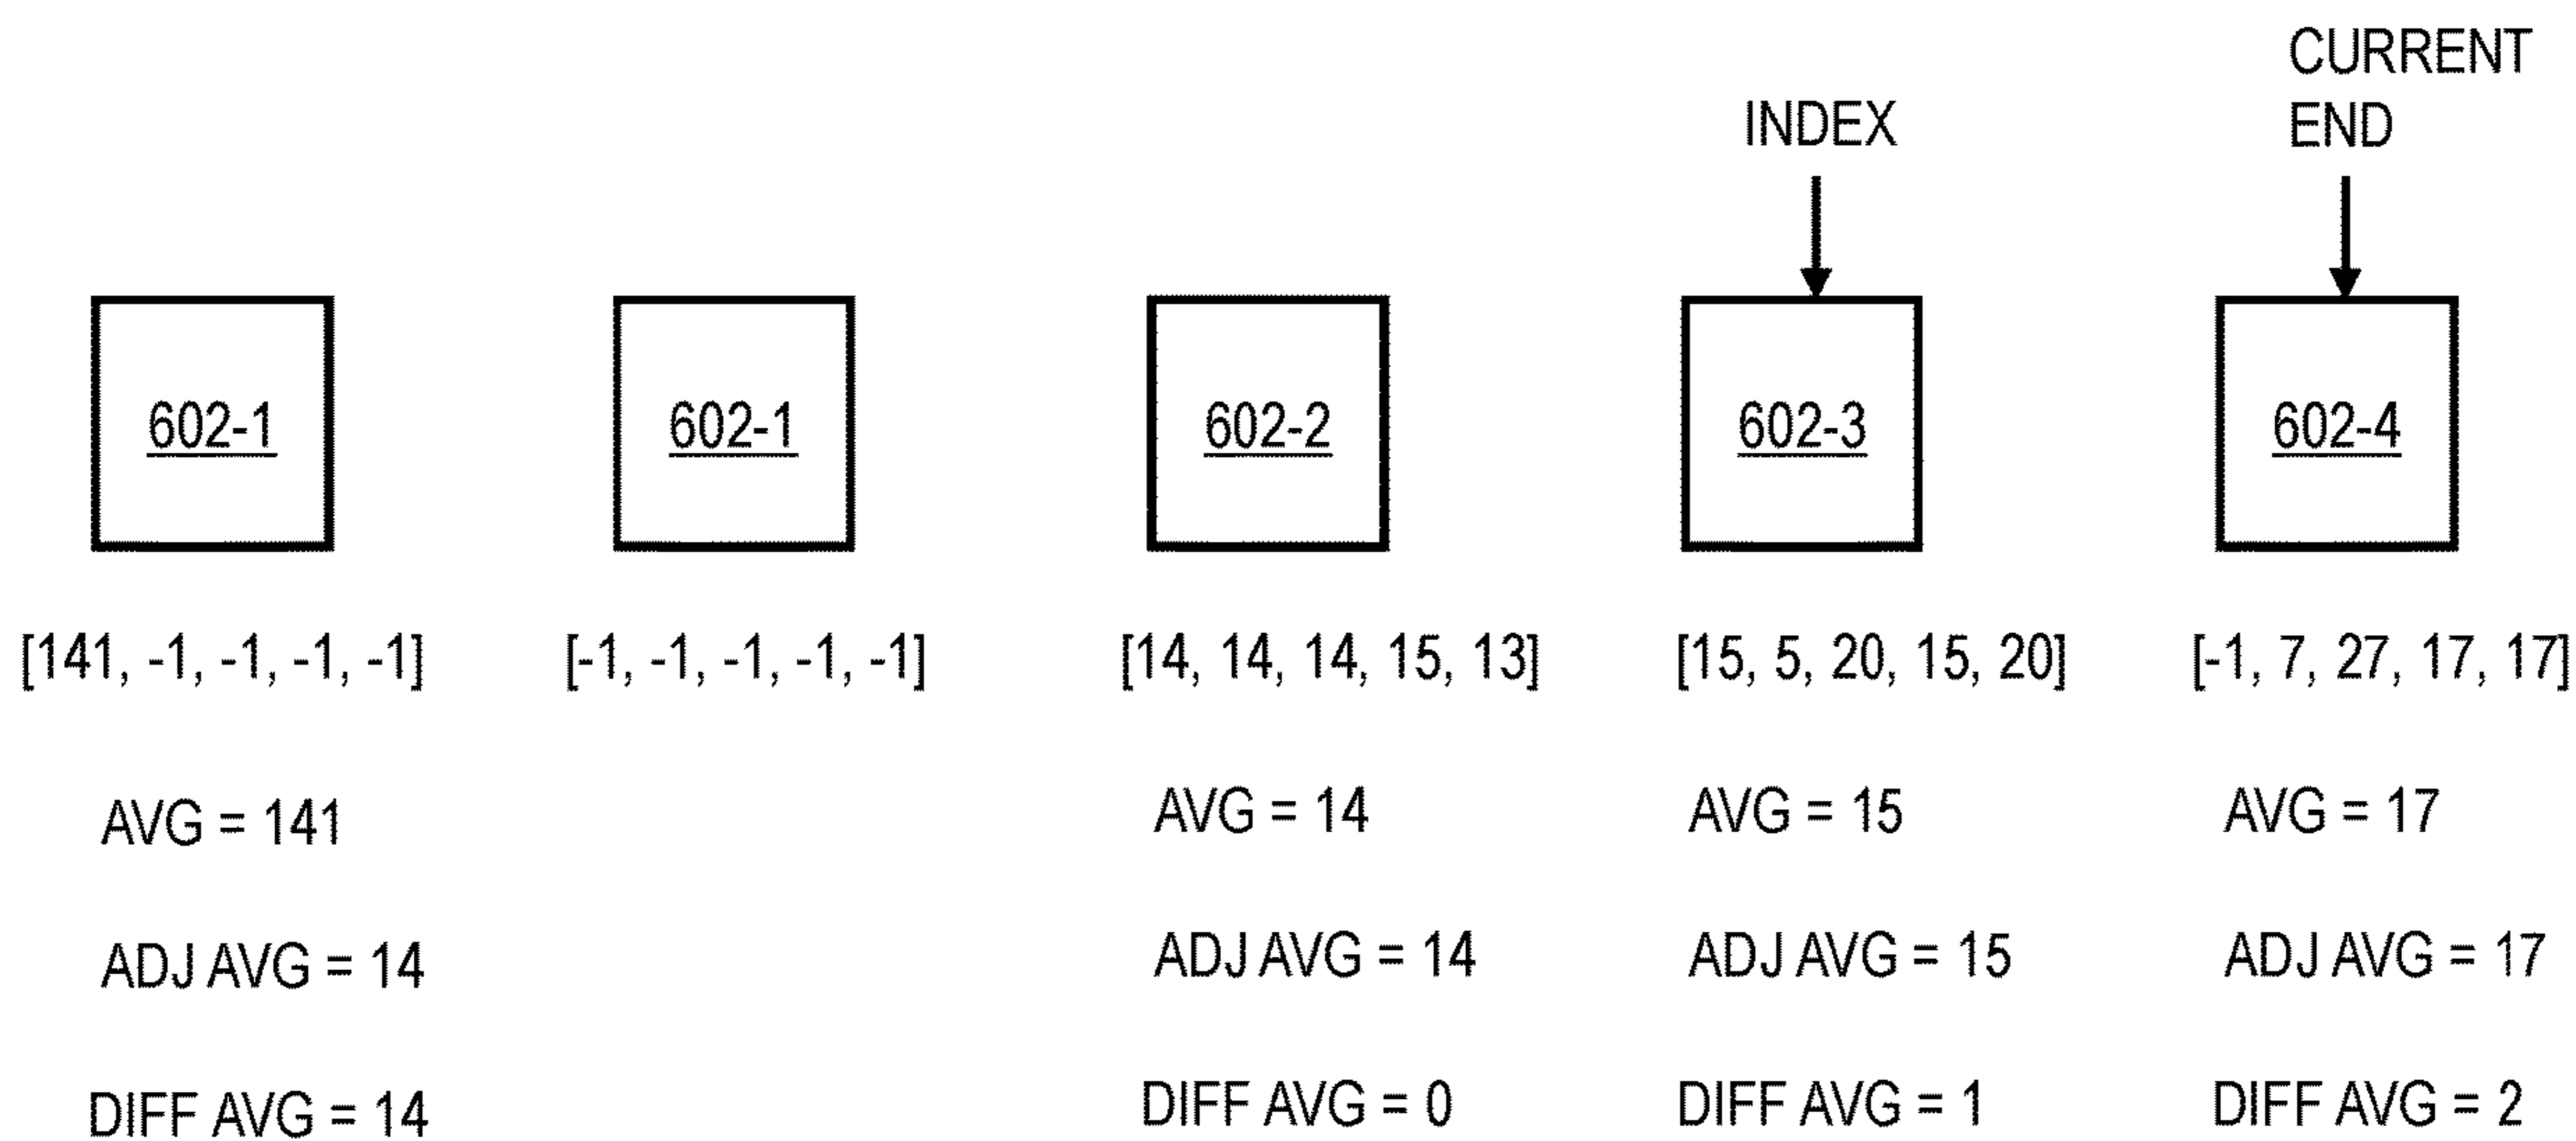 CURRENT
INDEX
END
602-1 602-1 602-2 602-3 602-4
[141, -1, -1, -1, -1] [-1, -1, -1, -1, -1] [14, 14, 14, 15, 13] [15, 5, 20, 15, 20] [-1, 7, 27, 17, 17]
AVG = 141 AVG = 14 AVG = 15 AVG = 17
ADJ AVG = 14 ADJ AVG = 14 ADJ AVG = 15 ADJ AVG = 17
DIFF AVG = 14 DIFF AVG = 0 DIFF AVG = 1 DIFF AVG = 2